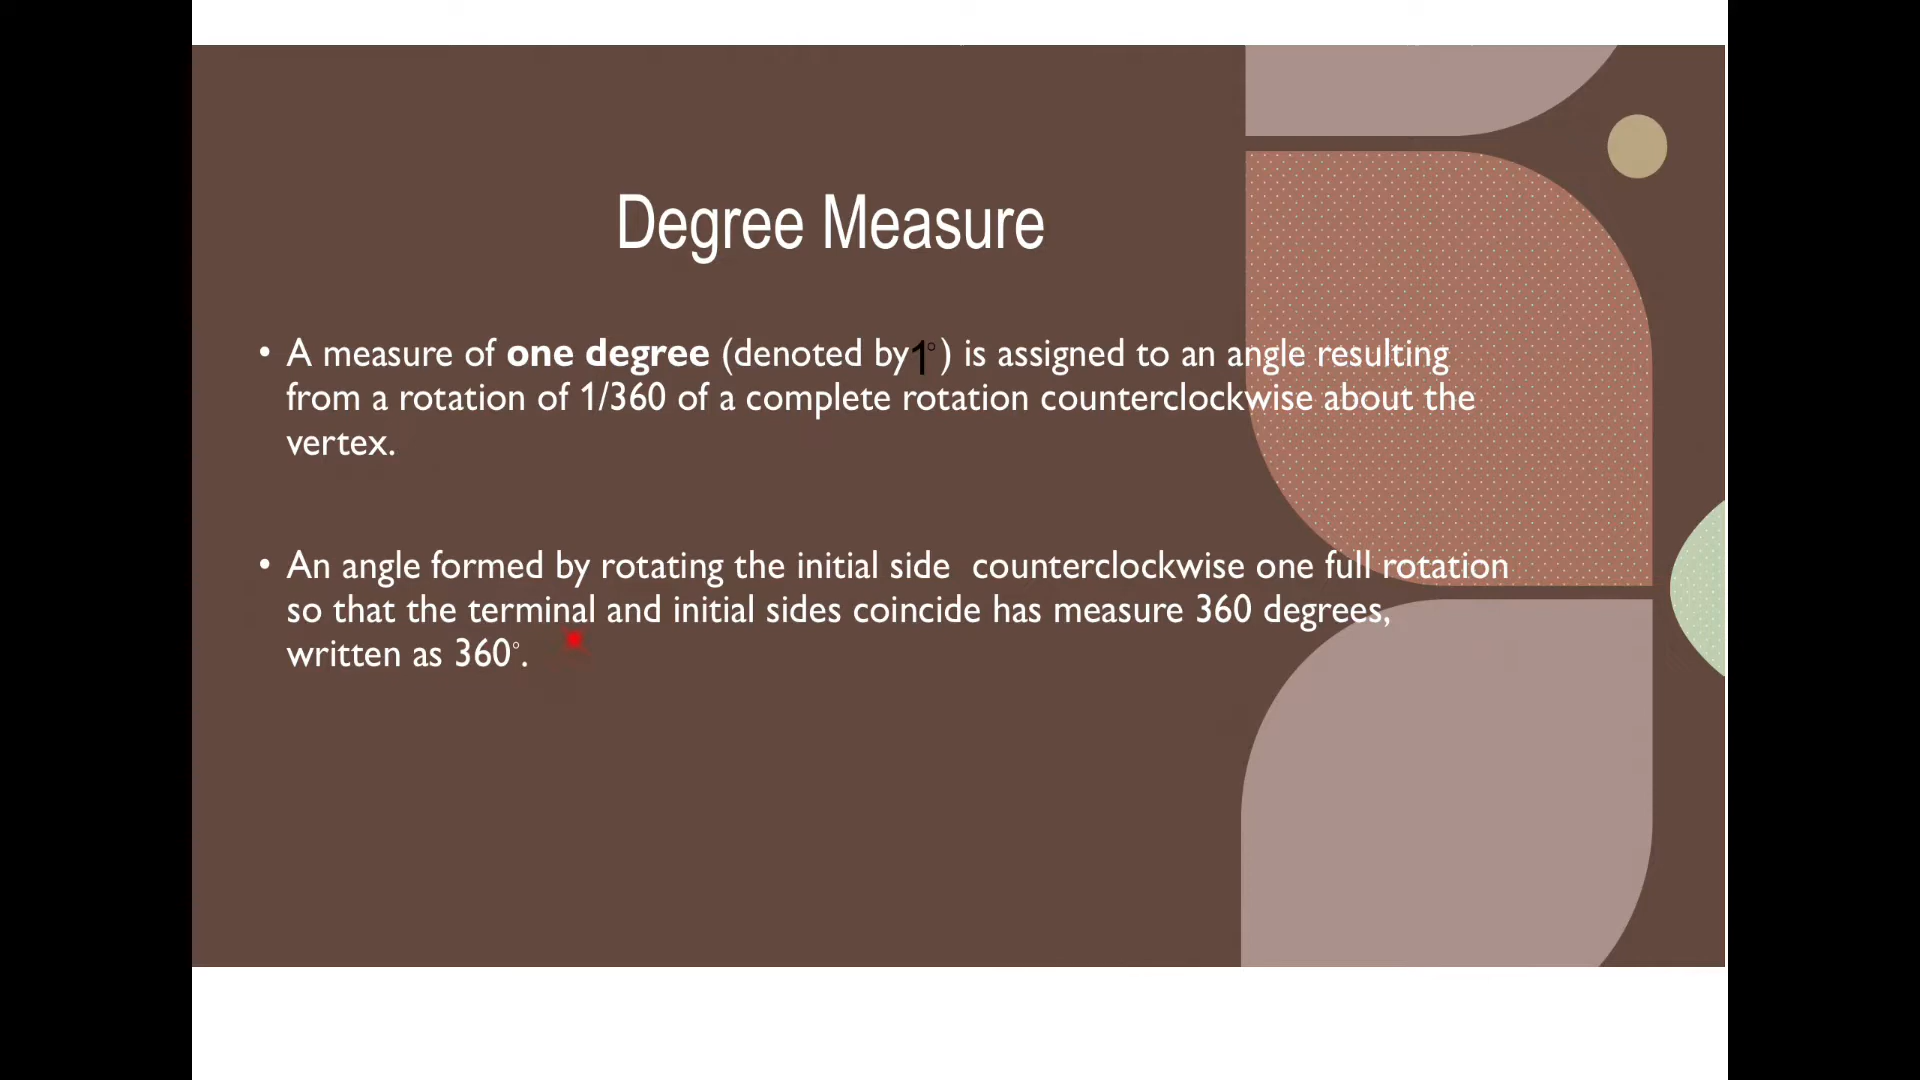 Degree Measure
• A measure of one degree (denoted by 1°) is assigned to an angle resulting
from a rotation of 1/360 of a complete rotation counterclockwise about the
vertex.
• An angle formed by rotating the initial side  counterclockwise one full rotation
so that the terminal and initial sides coincide has measure 360 degrees,
written as 360°.